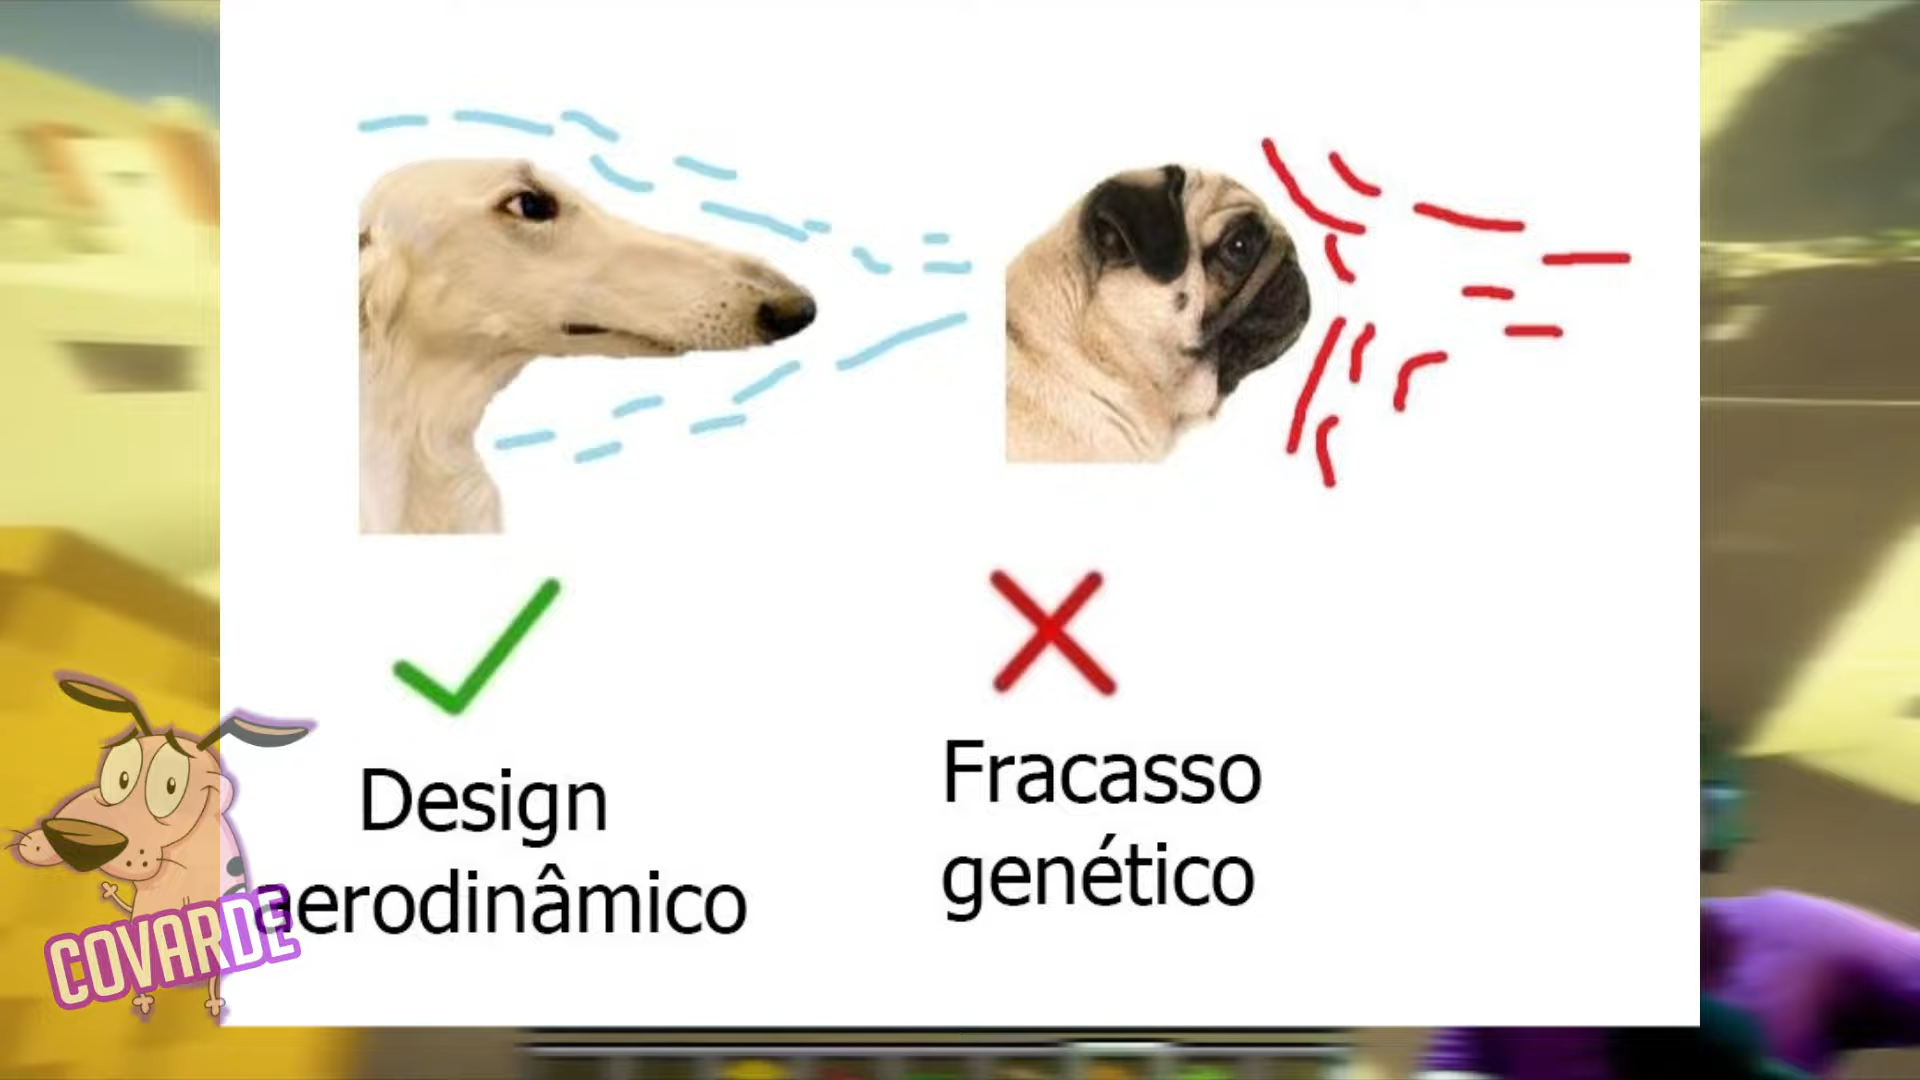 Design
aerodinâmico
Fracasso
genético
COVARDE